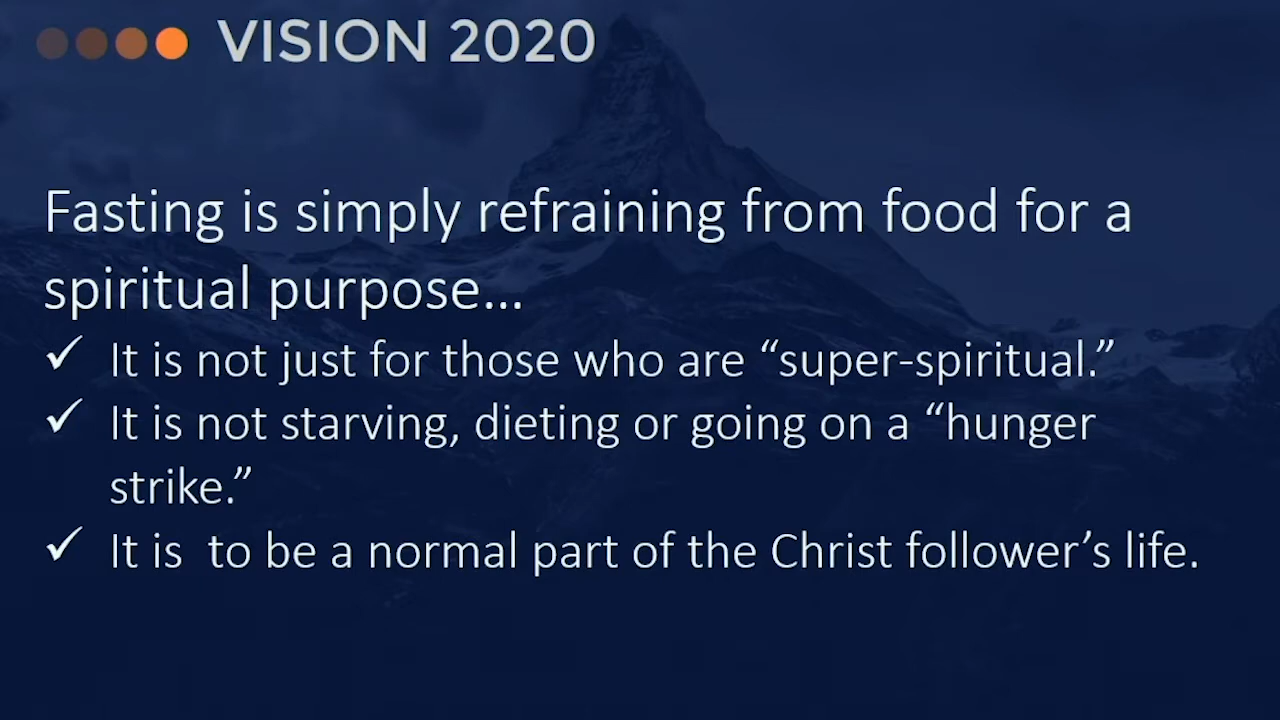 VISION 2020
Fasting is simply refraining from food for a
spiritual purpose…
✓ It is not just for those who are “super-spiritual.”
✓ It is not starving, dieting or going on a “hunger
strike.”
✓ It is  to be a normal part of the Christ follower’s life.